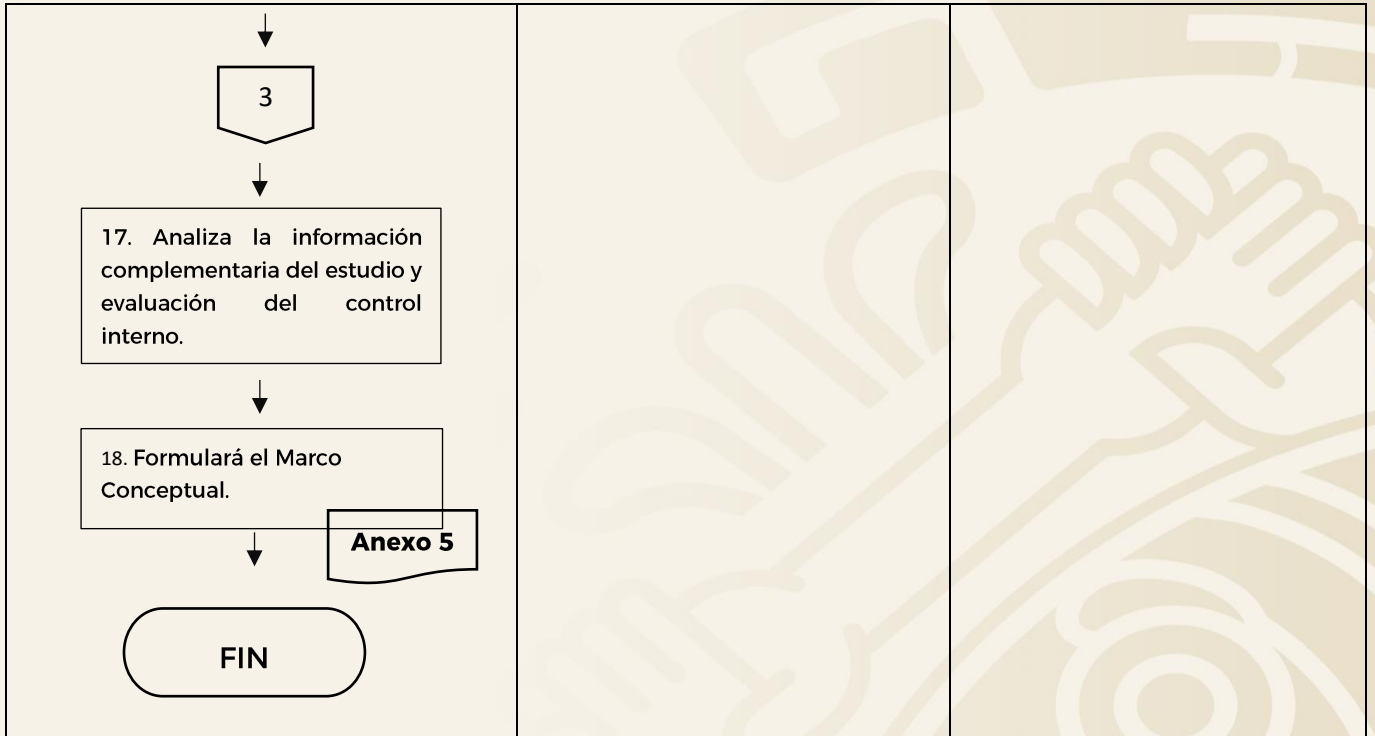 3
17. Analiza la información
complementaria del estudio y
evaluación del control
interno.
18. Formulará el Marco
Conceptual.
Anexo 5
FIN